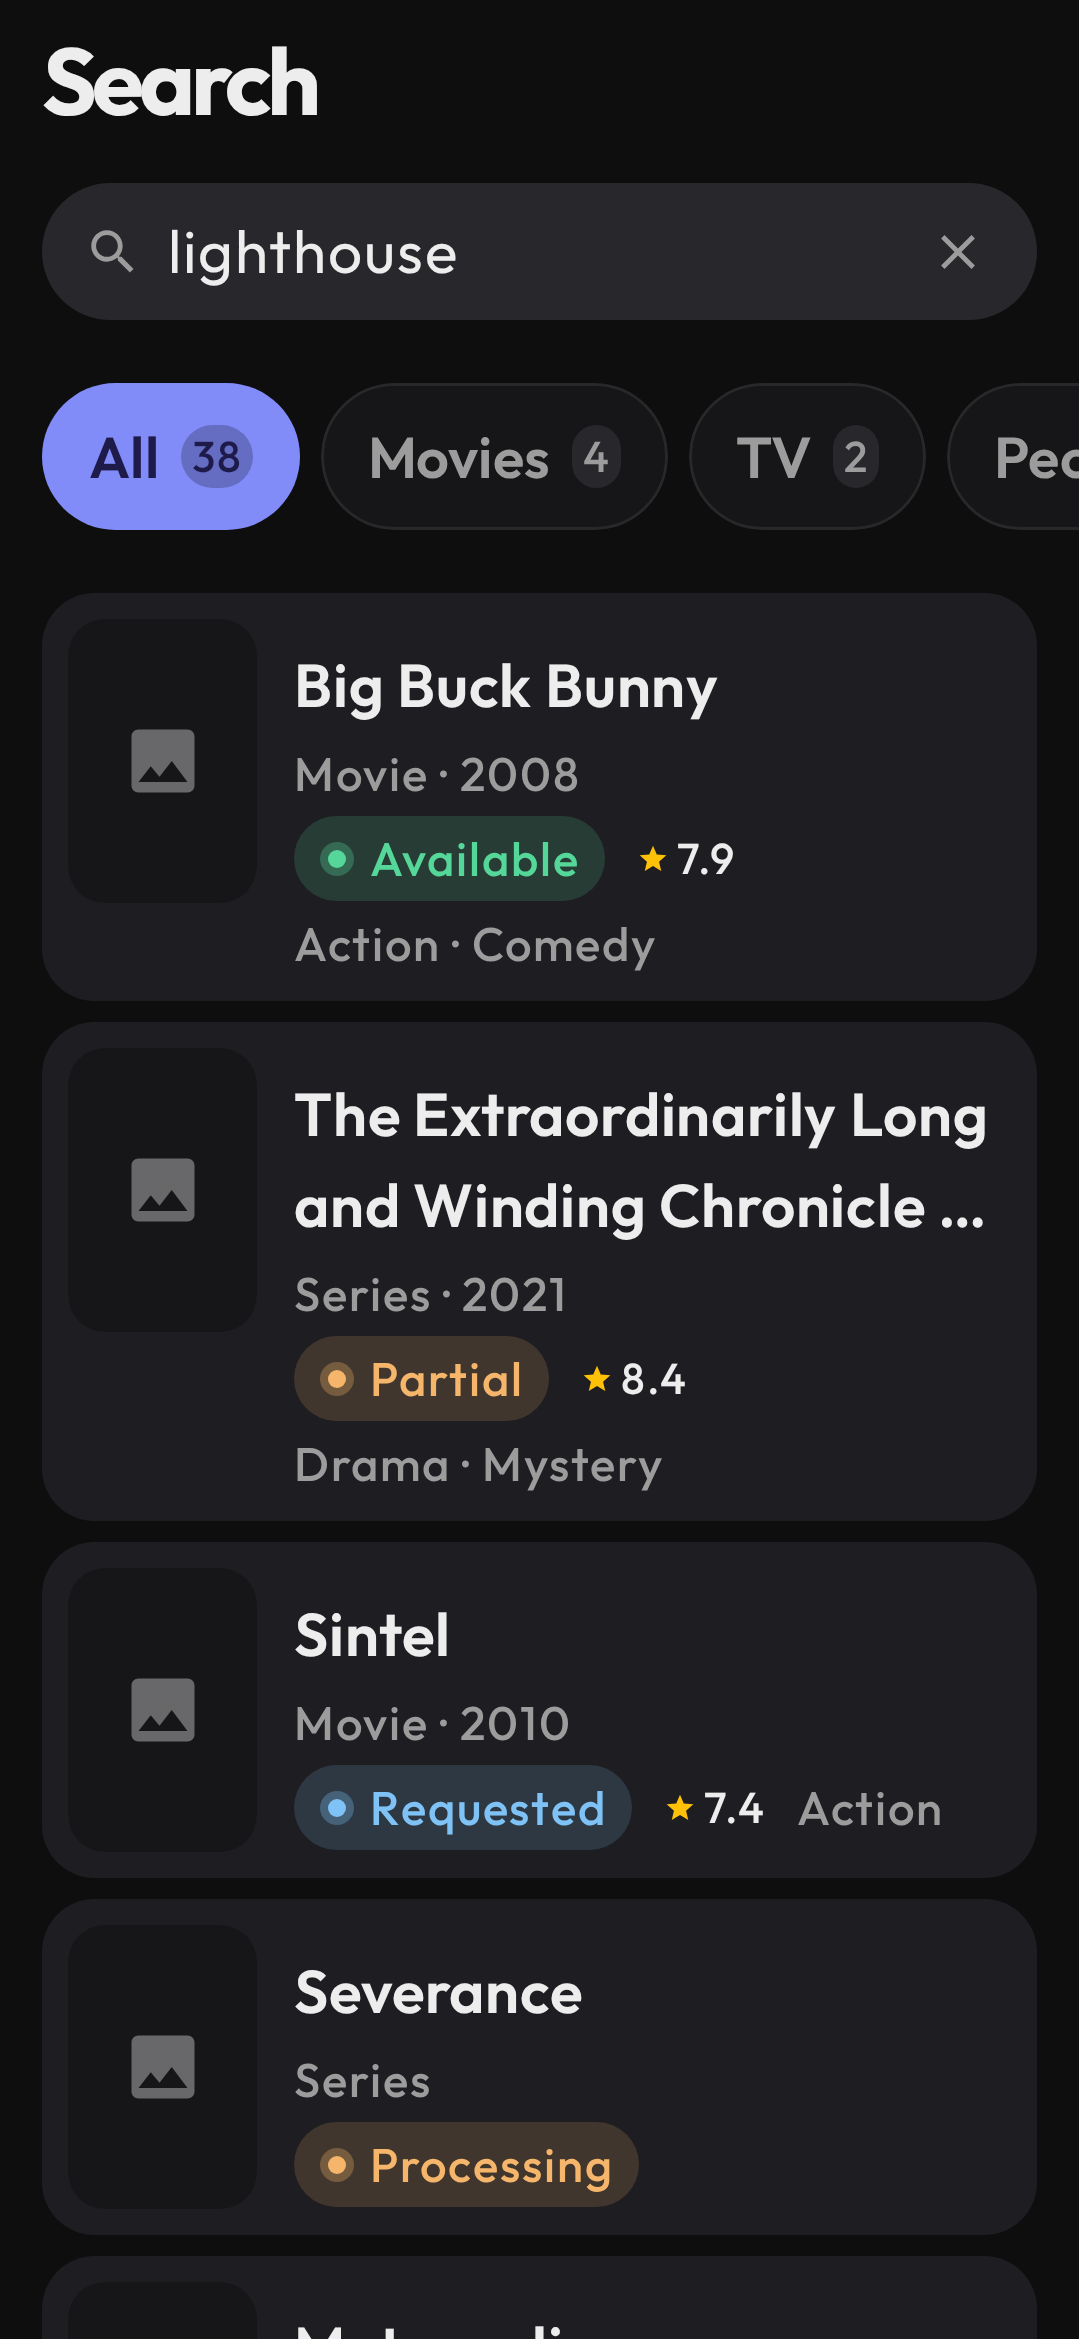 Search
lighthouse
All 38 Movies 4 TV 2
Big Buck Bunny
Movie · 2008
Available ★ 7.9
Action · Comedy
The Extraordinarily Long
and Winding Chronicle ...
Series · 2021
Partial ★ 8.4
Drama · Mystery
Sintel
Movie · 2010
Requested ★ 7.4 Action
Severance
Series
Processing